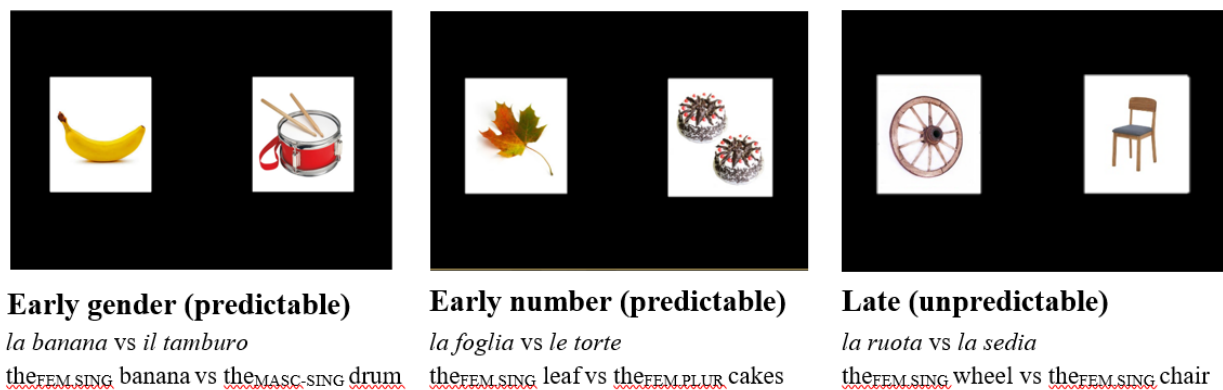 Early gender (predictable)
la banana vs il tamburo
theFEM.SING banana vs theMASC-SING drum
Early number (predictable)
la foglia vs le torte
theFEM.SING leaf vs theFEM.PLUR cakes
Late (unpredictable)
la ruota vs la sedia
theFEM.SING wheel vs theFEM.SING chair